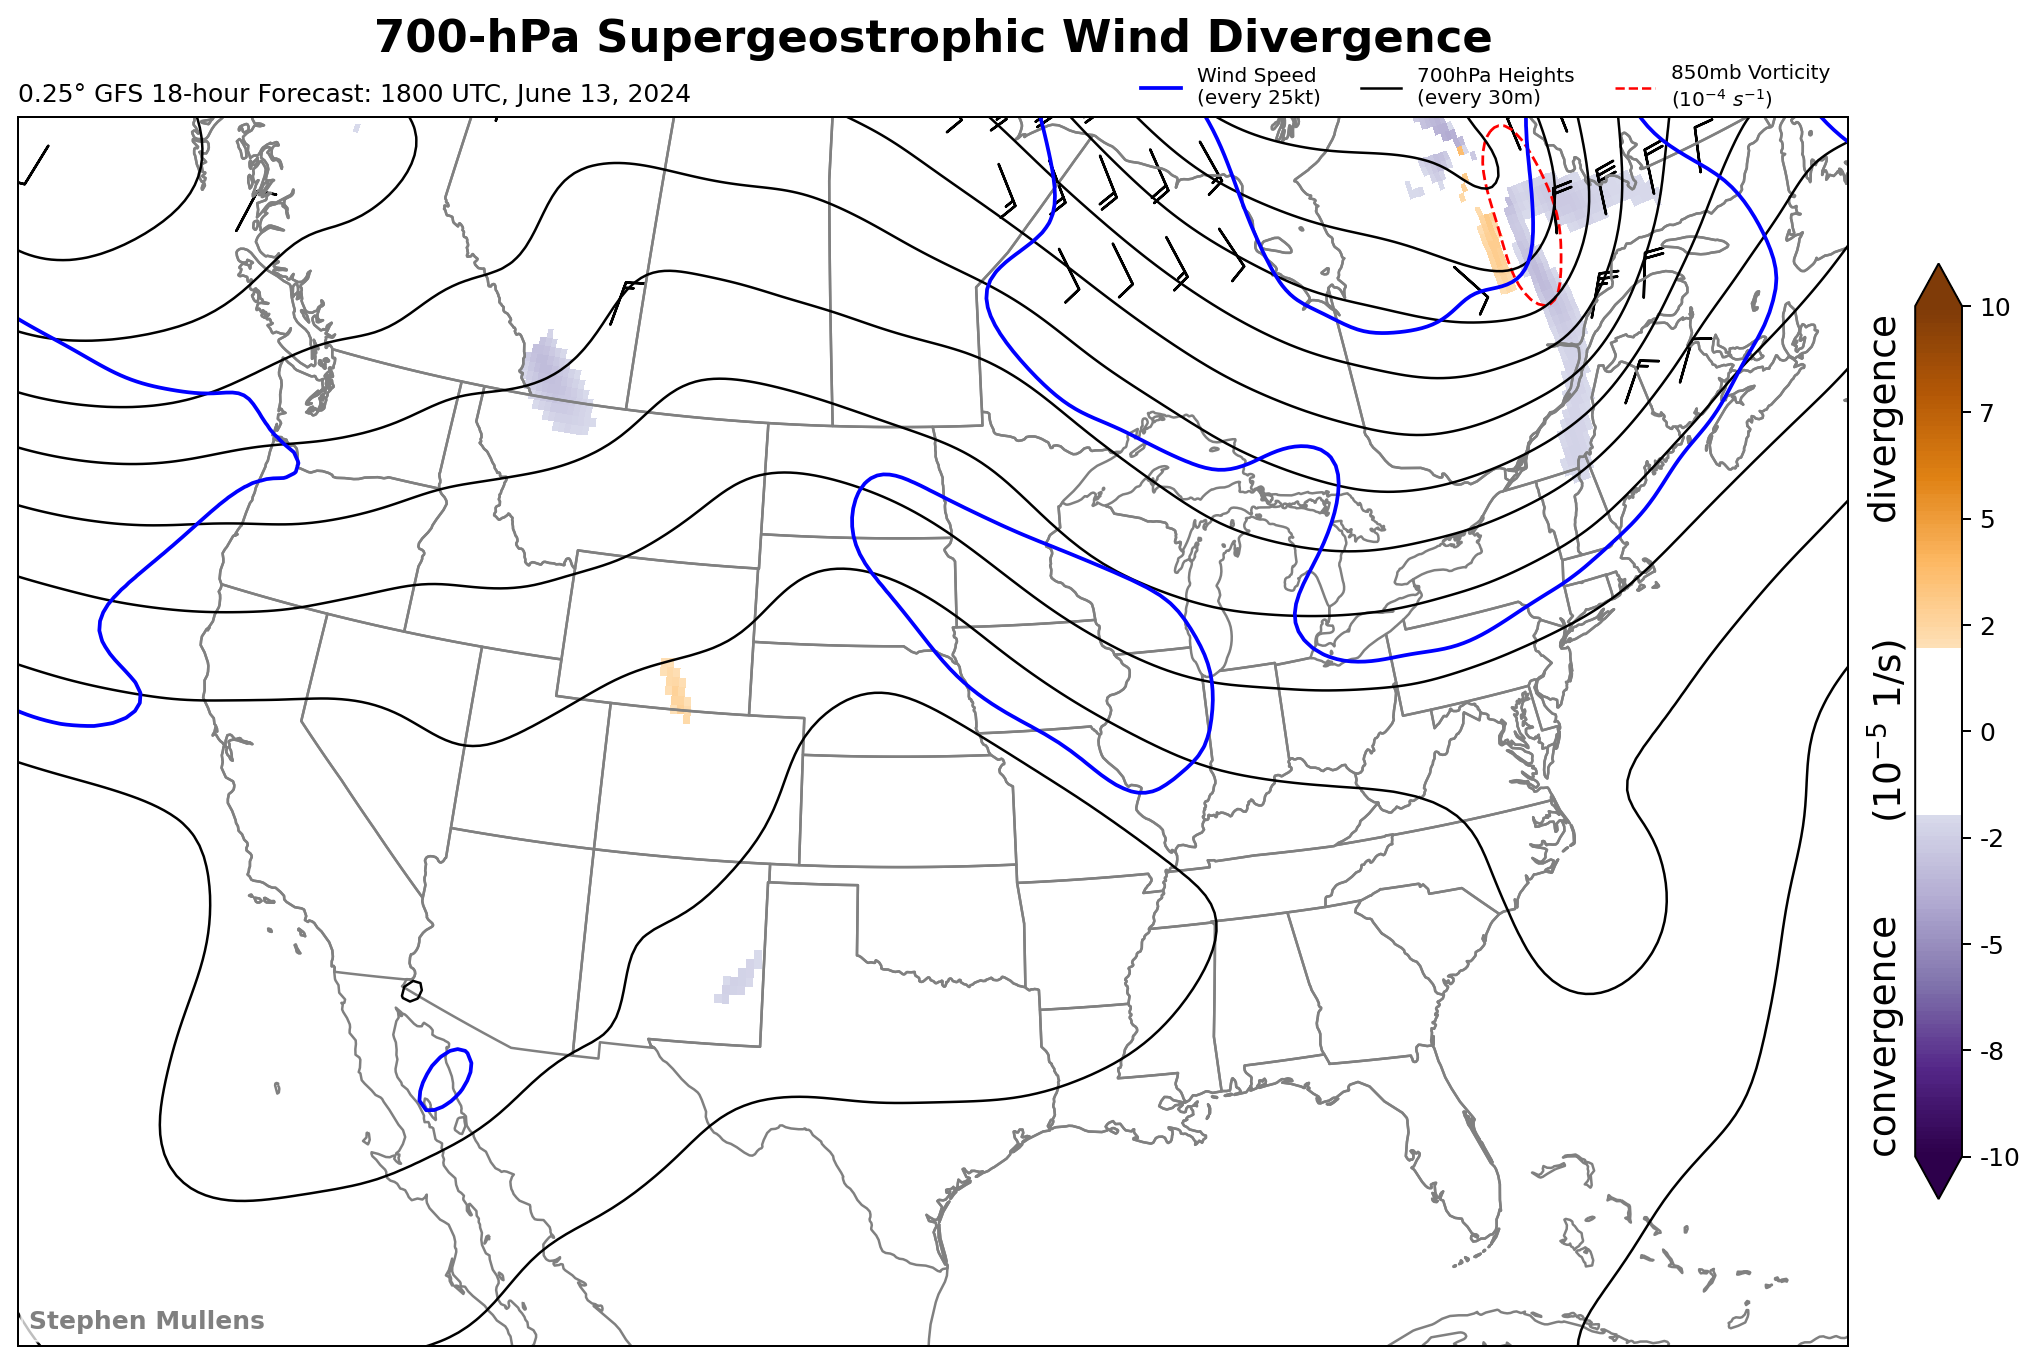 700-hPa Supergeostrophic Wind Divergence
0.25° GFS 18-hour Forecast: 1800 UTC, June 13, 2024
Wind Speed
(every 25kt)
700hPa Heights
(every 30m)
850mb Vorticity
(10⁻⁴ s⁻¹)
10
7
5
2
0
-2
-5
-8
-10
convergence (10⁻⁵ 1/s) divergence
Stephen Mullens